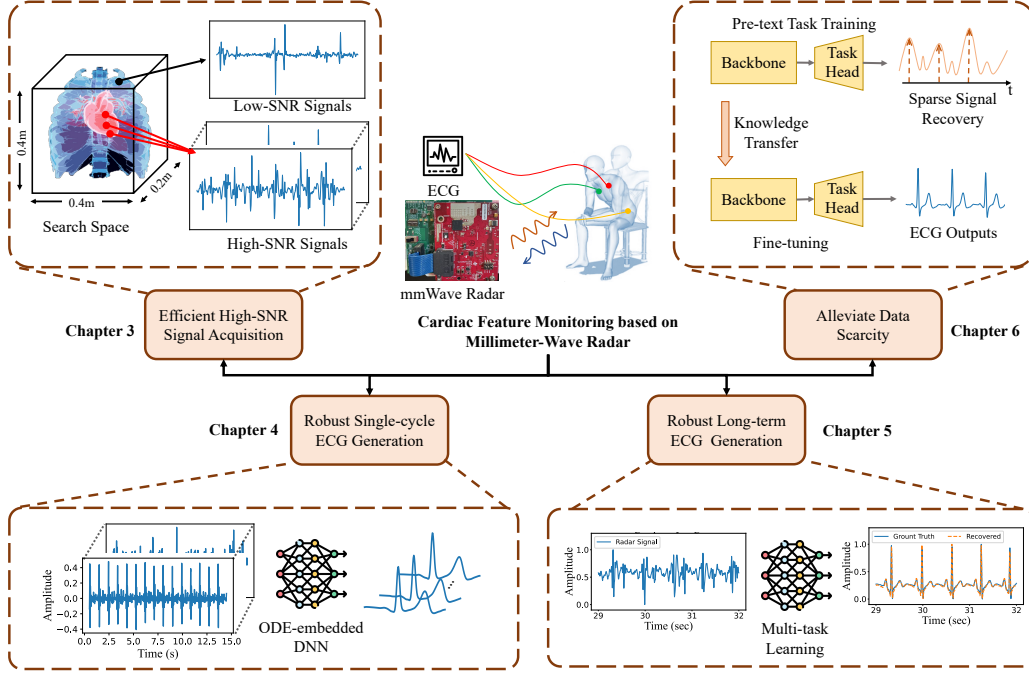 Low-SNR Signals
0.4m
0.2m
0.4m
Search Space
High-SNR Signals
ECG
mmWave Radar
Pre-text Task Training
Backbone
Task
Head
t
Sparse Signal
Recovery
Knowledge
Transfer
Backbone
Task
Head
Fine-tuning
ECG Outputs
Chapter 3
Efficient High-SNR
Signal Acquisition
Cardiac Feature Monitoring based on
Millimeter-Wave Radar
Alleviate Data
Scarcity
Chapter 6
Chapter 4
Robust Single-cycle
ECG Generation
Robust Long-term
ECG Generation
Chapter 5
Amplitude
0.4
0.2
0.0
−0.2
−0.4
0.0 2.5 5.0 7.5 10.0 12.5 15.0
Time (s)
ODE-embedded
DNN
Radar Signal
Amplitude
1.0
0.5
0.0
29 30 31 32
Time (sec)
Multi-task
Learning
Grount Truth Recovered
Amplitude
1.0
0.5
0.0
29 30 31 32
Time (sec)